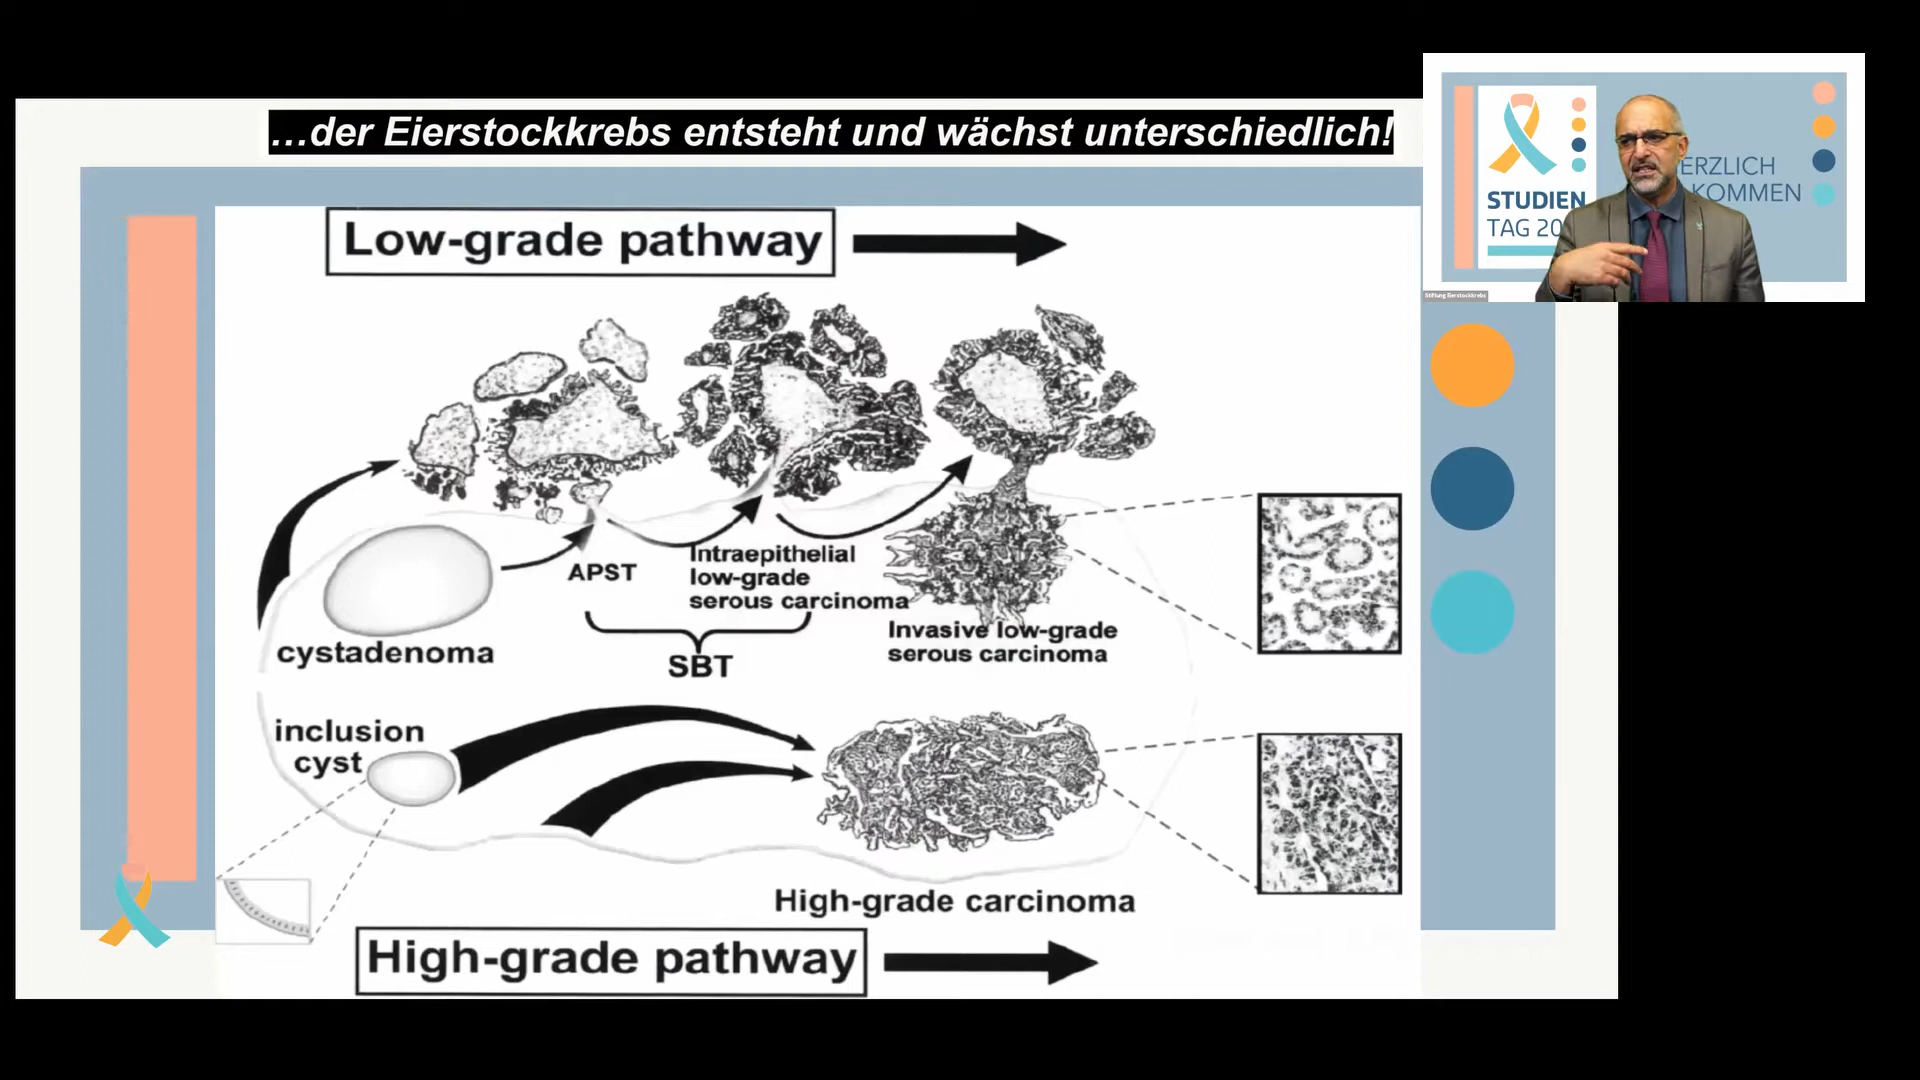 ...der Eierstockkrebs entsteht und wächst unterschiedlich!
Low-grade pathway
APST
Intraepithelial
low-grade
serous carcinoma
SBT
Invasive low-grade
serous carcinoma
cystadenoma
inclusion
cyst
High-grade carcinoma
High-grade pathway
STUDIEN
TAG 20
ERZLICH
KOMMEN
Stiftung Eierstockkrebs